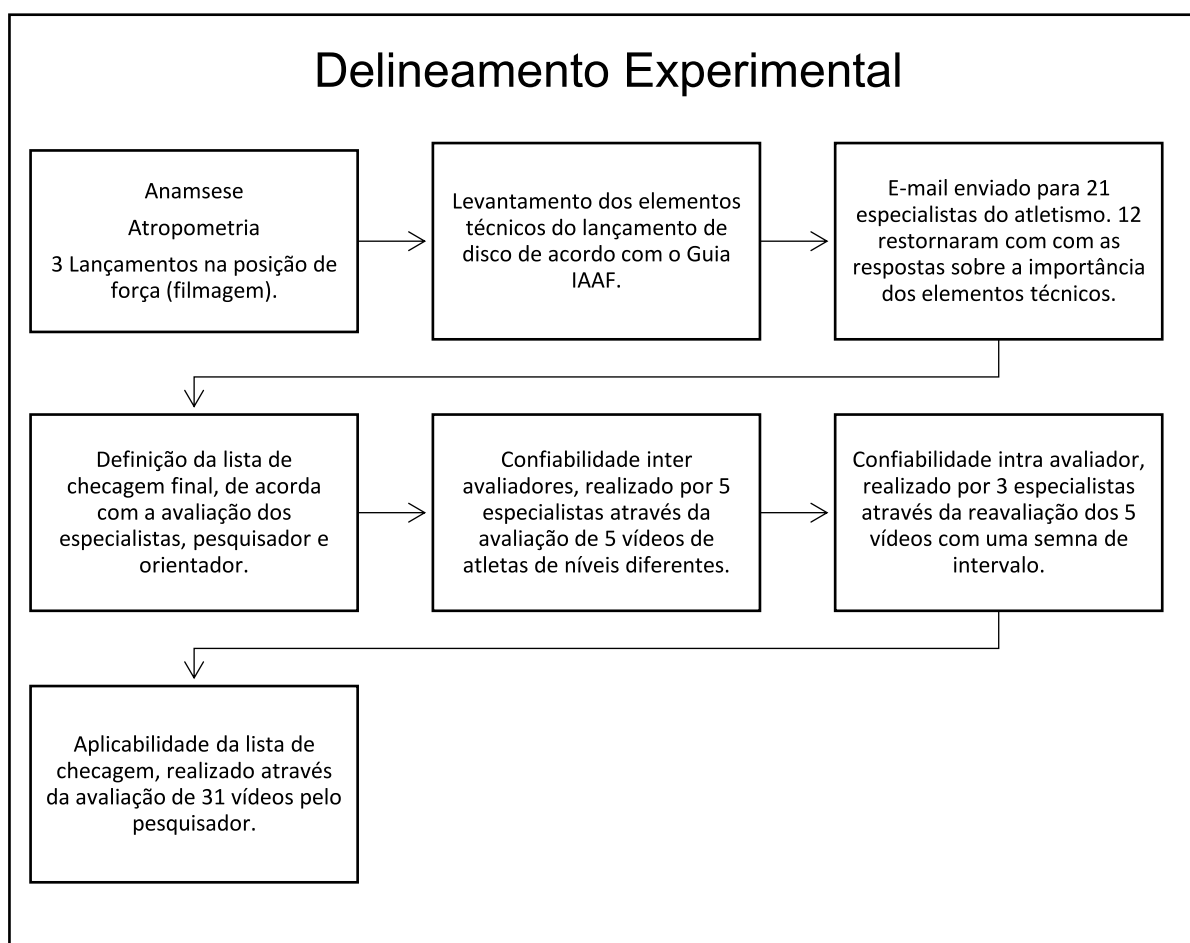 Delineamento Experimental
Anamsese
Atropometria
3 Lançamentos na posição de
força (filmagem).
Levantamento dos elementos
técnicos do lançamento de
disco de acordo com o Guia
IAAF.
E-mail enviado para 21
especialistas do atletismo. 12
restornaram com com as
respostas sobre a importância
dos elementos técnicos.
Definição da lista de
checagem final, de acorda
com a avaliação dos
especialistas, pesquisador e
orientador.
Confiabilidade inter
avaliadores, realizado por 5
especialistas através da
avaliação de 5 vídeos de
atletas de níveis diferentes.
Confiabilidade intra avaliador,
realizado por 3 especialistas
através da reavaliação dos 5
vídeos com uma semna de
intervalo.
Aplicabilidade da lista de
checagem, realizado através
da avaliação de 31 vídeos pelo
pesquisador.